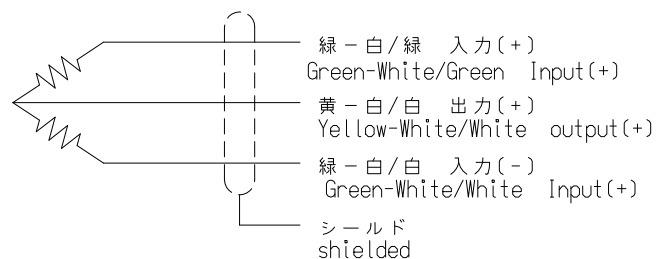 緑－白/緑 入力(+)
Green-White/Green Input(+)
黄－白/白 出力(+)
Yellow-White/White output(+)
緑－白/白 入力(-)
Green-White/White Input(+)
シールド
shielded